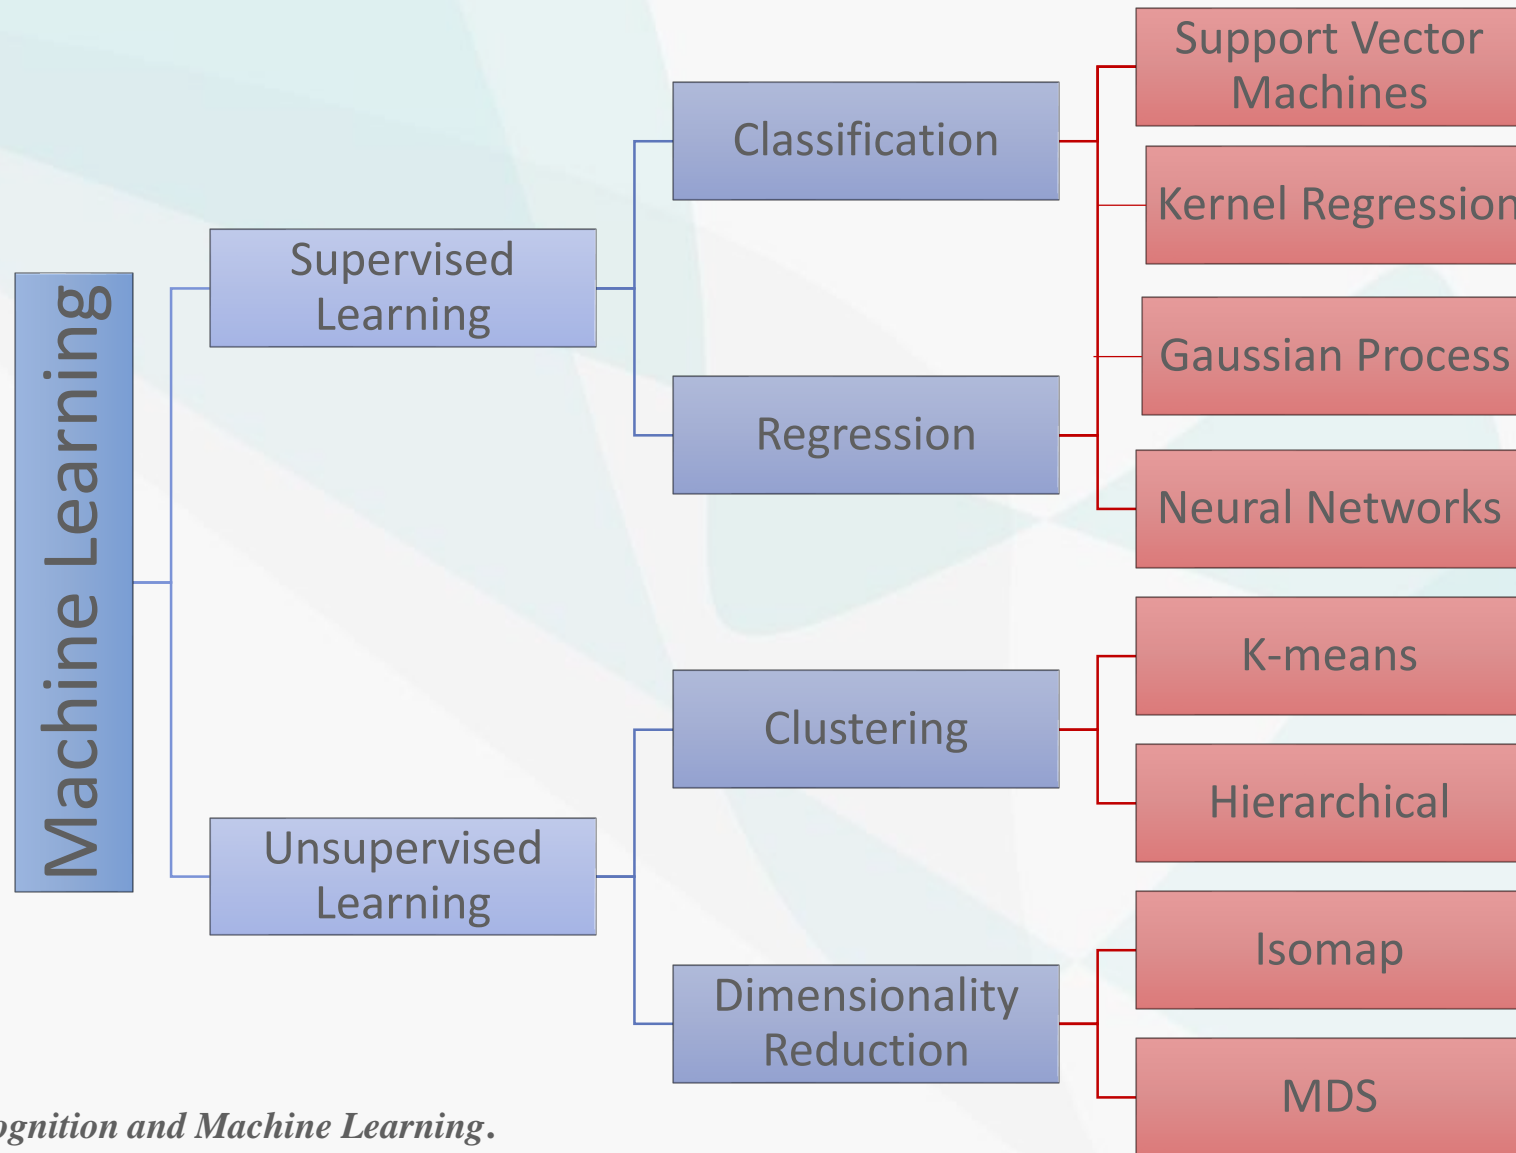 Machine Learning
Supervised
Learning
Unsupervised
Learning
Classification
Regression
Clustering
Dimensionality
Reduction
Support Vector
Machines
Kernel Regression
Gaussian Process
Neural Networks
K-means
Hierarchical
Isomap
MDS
ognition and Machine Learning.